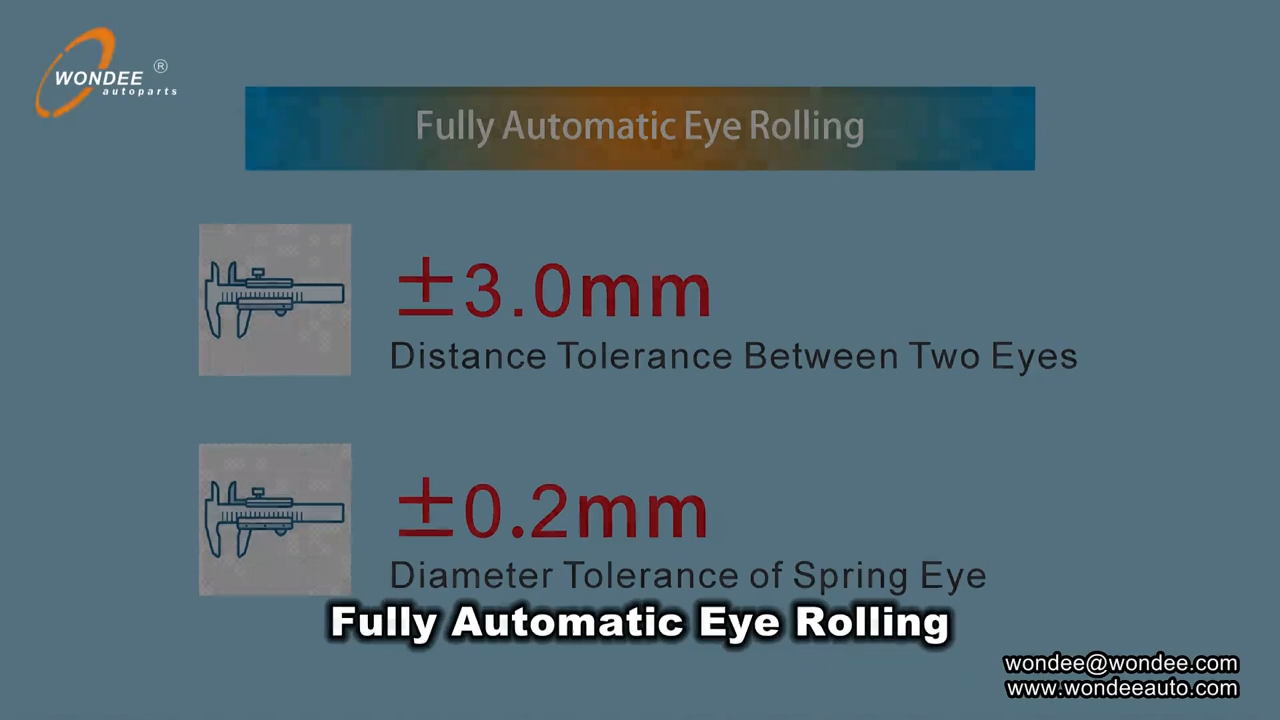 WONDEE ®
autoparts
Fully Automatic Eye Rolling
±3.0mm
Distance Tolerance Between Two Eyes
±0.2mm
Diameter Tolerance of Spring Eye
Fully Automatic Eye Rolling
wondee@wondee.com
www.wondeeauto.com